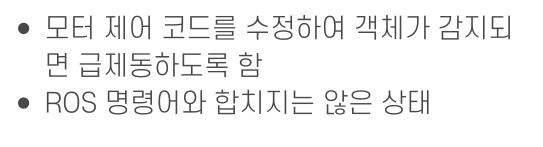 • 모터 제어 코드를 수정하여 객체가 감지되
면 급제동하도록 함
• ROS 명령어와 합치지는 않은 상태